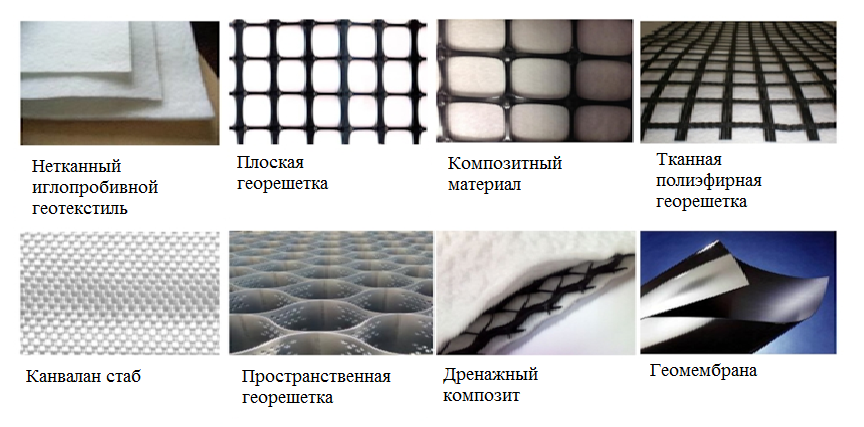 Нетканный
иглопробивной
геотекстиль
Плоская
георешетка
Композитный
материал
Тканная
полиэфирная
георешетка
Канвалан стаб
Пространственная
георешетка
Дренажный
композит
Геомембрана